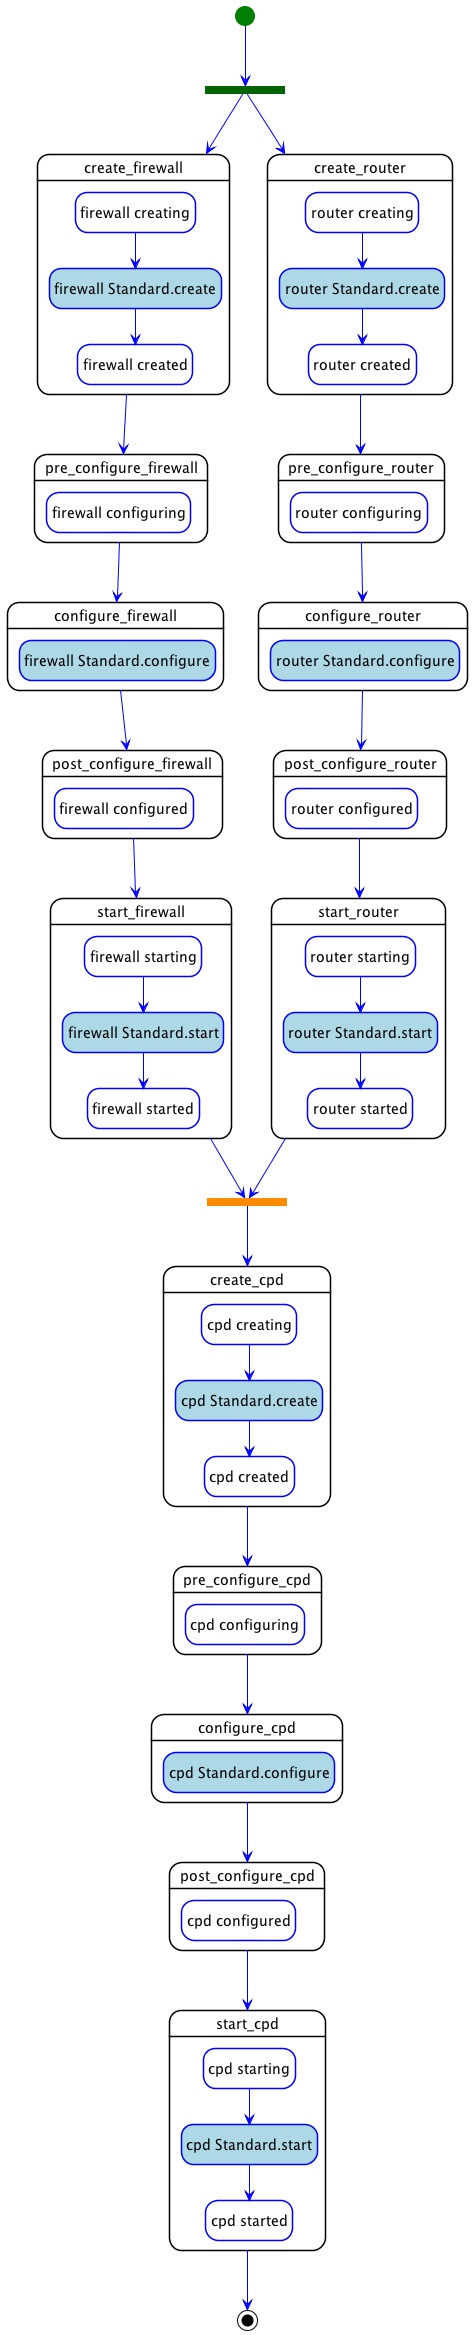 create_firewall
firewall creating
firewall Standard.create
firewall created
create_router
router creating
router Standard.create
router created
pre_configure_firewall
firewall configuring
pre_configure_router
router configuring
configure_firewall
firewall Standard.configure
configure_router
router Standard.configure
post_configure_firewall
firewall configured
post_configure_router
router configured
start_firewall
firewall starting
firewall Standard.start
firewall started
start_router
router starting
router Standard.start
router started
create_cpd
cpd creating
cpd Standard.create
cpd created
pre_configure_cpd
cpd configuring
configure_cpd
cpd Standard.configure
post_configure_cpd
cpd configured
start_cpd
cpd starting
cpd Standard.start
cpd started